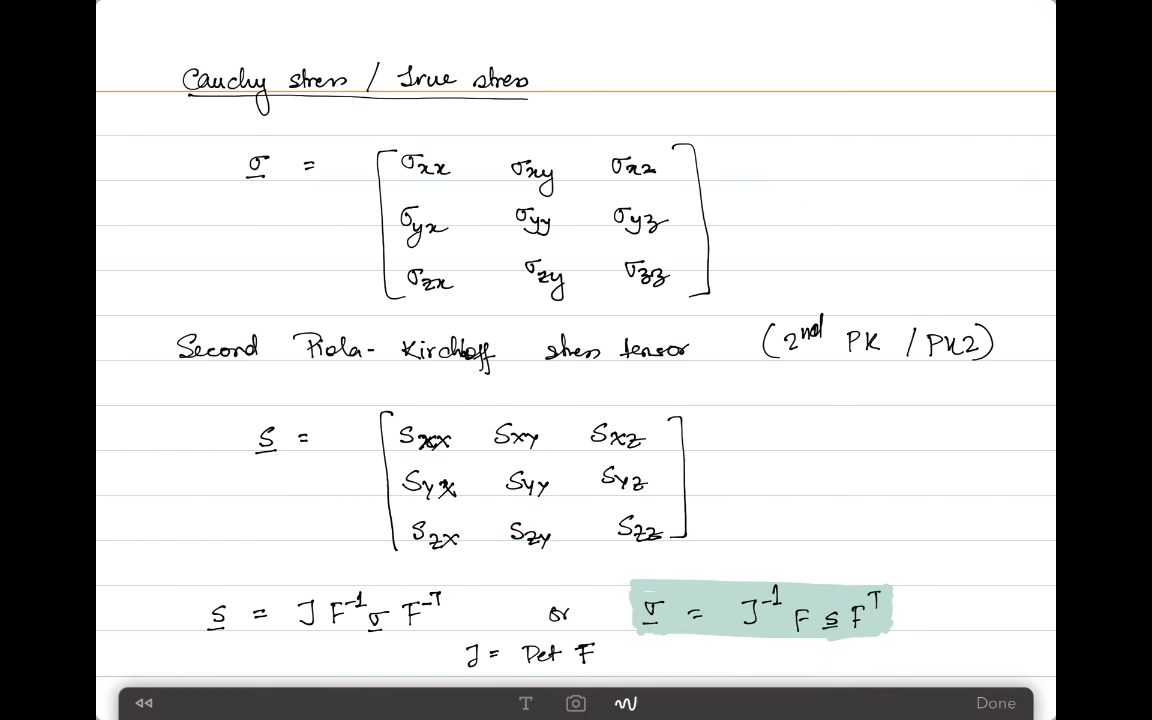 Cauchy stress / True stress
σ = [ σxx σxy σxz
σyx σyy σyz
σzx σzy σzz ]
Second Piola-Kirchhoff stress tensor (2nd PK / PK2)
S = [ SXX SXY SXZ
SYX SYY SYZ
SZX SZY SZZ ]
S = J F⁻¹ σ F⁻ᵀ or σ = J⁻¹ F S Fᵀ
J = Det F
T Done